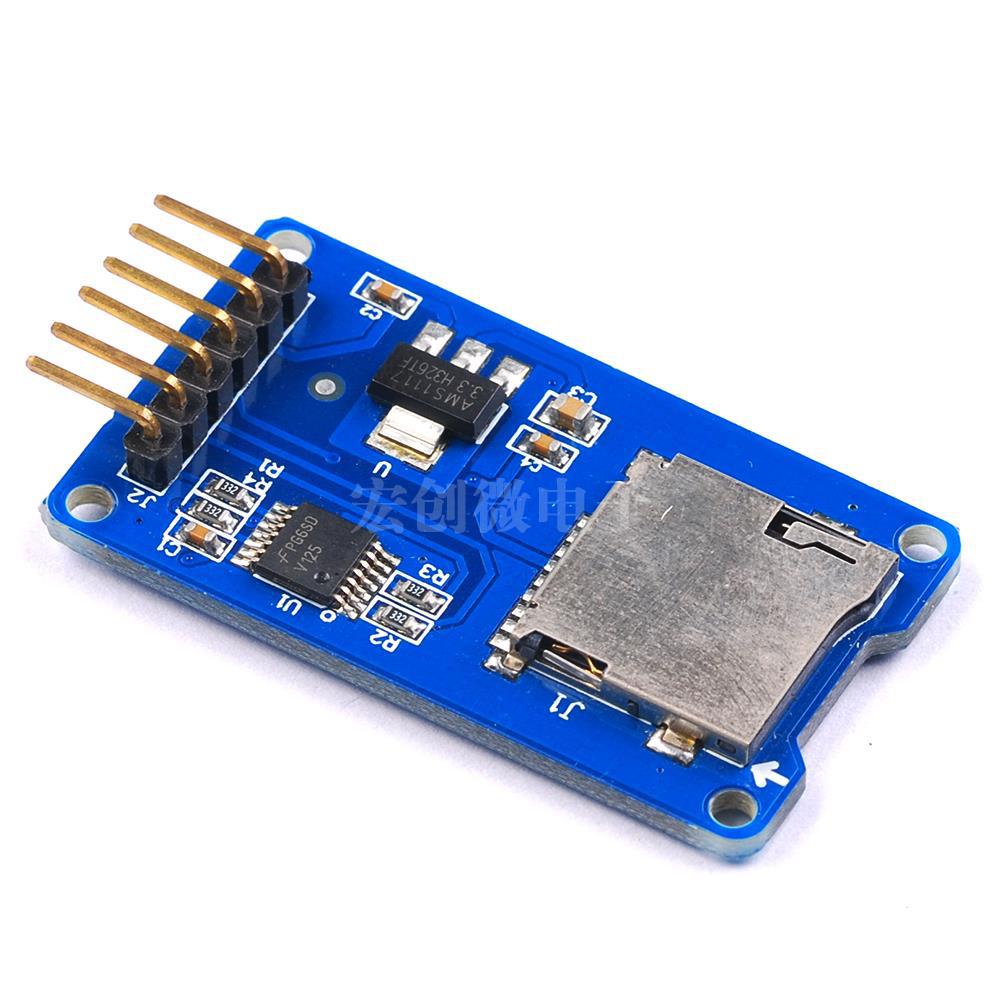 C2
AMS1117
3.3 H326TF
C3
C4
U
J2
R1
R4
332
332
C1
PG6SD
V125
U1
R3
332
332
R2
J1
宏创微电子